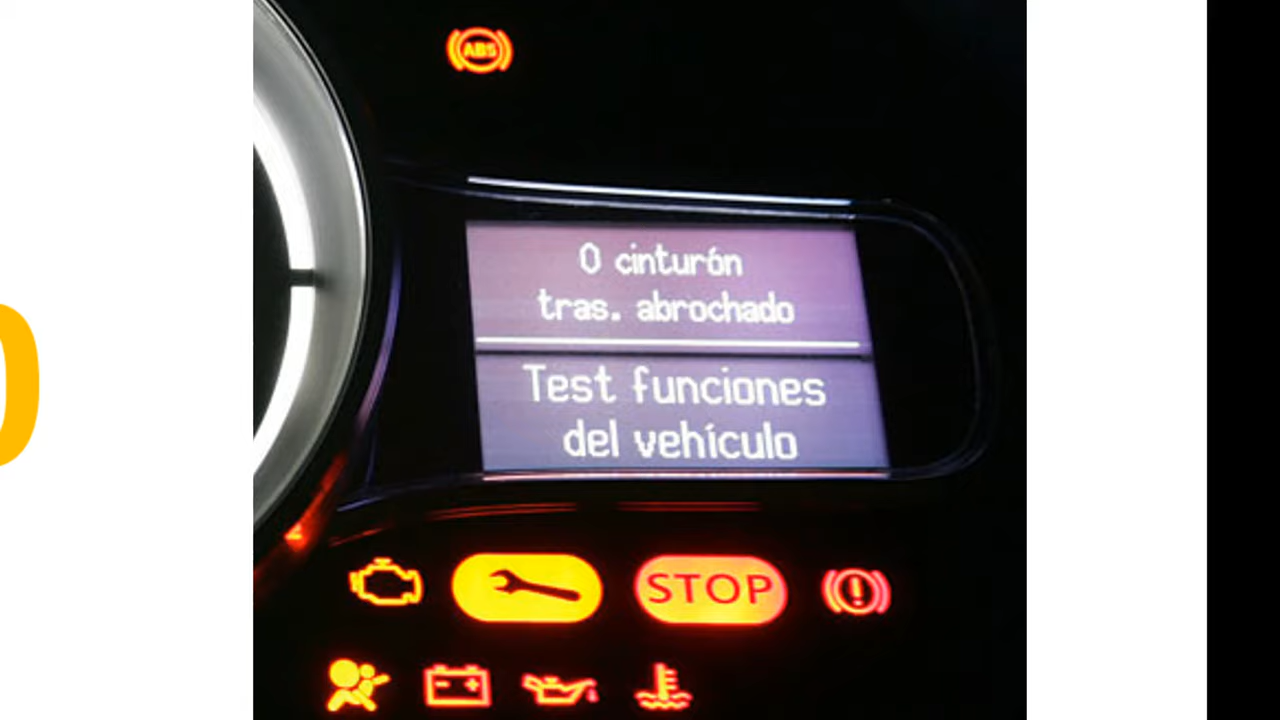 ABS
0 cinturón
tras. abrochado
Test funciones
del vehículo
STOP